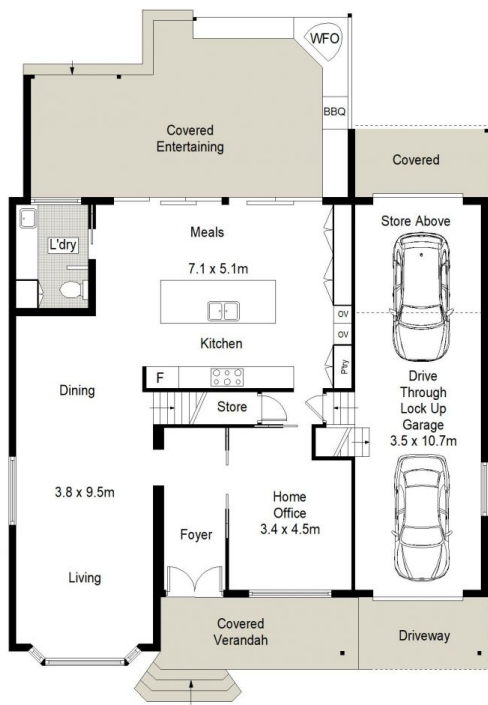 WFO
BBQ
Covered
Entertaining
Covered
L'dry
Meals
7.1 x 5.1m
Store Above
OV
OV
Kitchen
P'try
F
Store
Dining
Drive
Through
Lock Up
Garage
3.5 x 10.7m
3.8 x 9.5m
Home
Office
3.4 x 4.5m
Foyer
Living
Covered
Verandah
Driveway